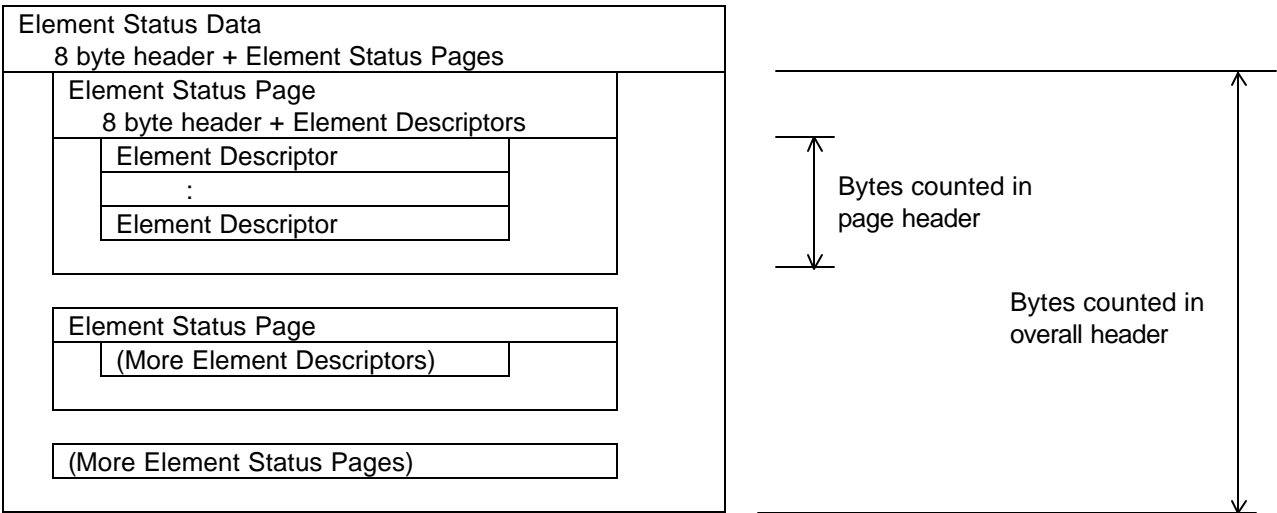 Element Status Data
8 byte header + Element Status Pages
Element Status Page
8 byte header + Element Descriptors
Element Descriptor
:
Element Descriptor
Element Status Page
(More Element Descriptors)
(More Element Status Pages)
Bytes counted in
page header
Bytes counted in
overall header